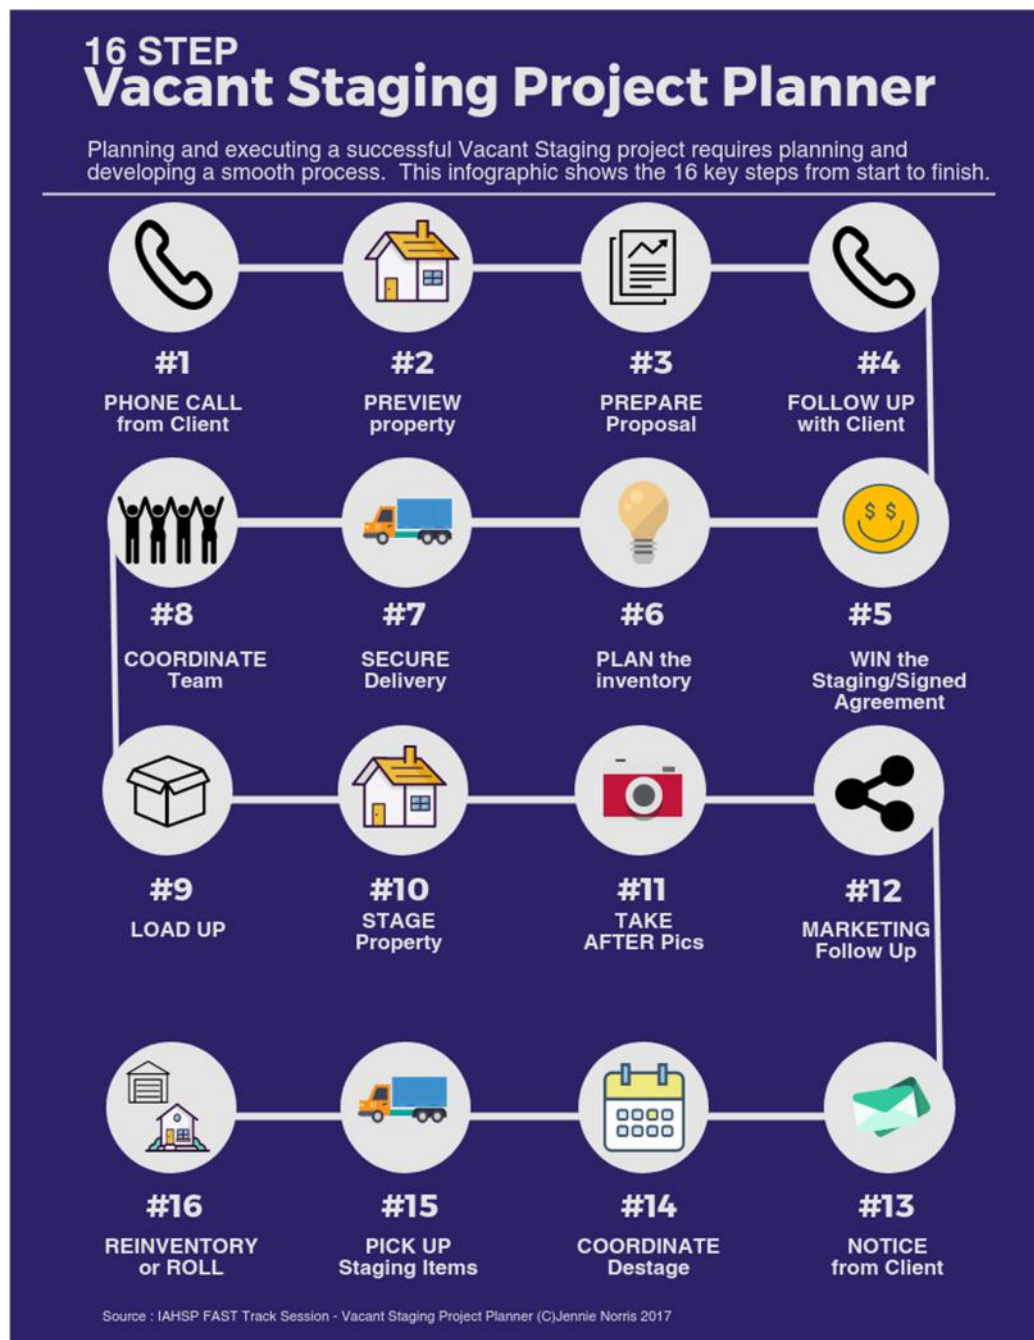 16 STEP
Vacant Staging Project Planner
Planning and executing a successful Vacant Staging project requires planning and
developing a smooth process.  This infographic shows the 16 key steps from start to finish.
#1
PHONE CALL
from Client
#2
PREVIEW
property
#3
PREPARE
Proposal
#4
FOLLOW UP
with Client
$ $
#5
WIN the
Staging/Signed
Agreement
#6
PLAN the
inventory
#7
SECURE
Delivery
#8
COORDINATE
Team
#9
LOAD UP
#10
STAGE
Property
#11
TAKE
AFTER Pics
#12
MARKETING
Follow Up
#13
NOTICE
from Client
#14
COORDINATE
Destage
#15
PICK UP
Staging Items
#16
REINVENTORY
or ROLL
Source : IAHSP FAST Track Session - Vacant Staging Project Planner (C)Jennie Norris 2017